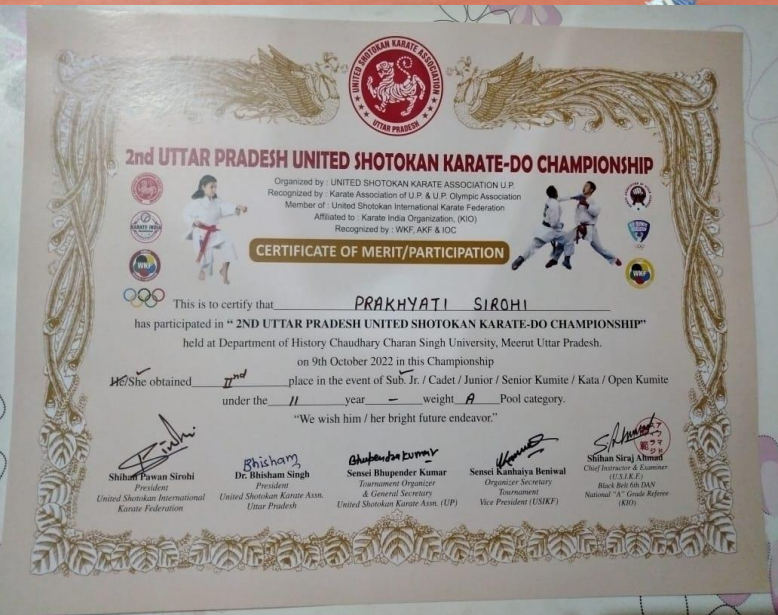 UNITED SHOTOKAN KARATE ASSOCIATION
UTTAR PRADESH
2nd UTTAR PRADESH UNITED SHOTOKAN KARATE-DO CHAMPIONSHIP
Organized by : UNITED SHOTOKAN KARATE ASSOCIATION U.P.
Recognized by : Karate Association of U.P. & U.P. Olympic Association
Member of : United Shotokan International Karate Federation
Affiliated to : Karate India Organization, (KIO)
Recognized by : WKF, AKF & IOC
KARATE INDIA
WKF
WKF
CERTIFICATE OF MERIT/PARTICIPATION
This is to certify that PRAKHYATI SIROHI
has participated in “ 2ND UTTAR PRADESH UNITED SHOTOKAN KARATE-DO CHAMPIONSHIP”
held at Department of History Chaudhary Charan Singh University, Meerut Uttar Pradesh.
on 9th October 2022 in this Championship
He/She obtained IInd place in the event of Sub. Jr. / Cadet / Junior / Senior Kumite / Kata / Open Kumite
under the 11 year - weight A Pool category.
“We wish him / her bright future endeavor.”
Bhisham
Bhupender Kumar
Shihan Pawan Sirohi
President
United Shotokan International
Karate Federation
Dr. Bhisham Singh
President
United Shotokan Karate Assn.
Uttar Pradesh
Sensei Bhupender Kumar
Tournament Organizer
& General Secretary
United Shotokan Karate Assn. (UP)
Sensei Kanhaiya Beniwal
Organizer Secretary
Tournament
Vice President (USIKF)
Shihan Siraj Ahmad
Chief Instructor & Examiner
(U.S.I.K.F.)
Black Belt 6th DAN
National "A" Grade Referee
(KIO)